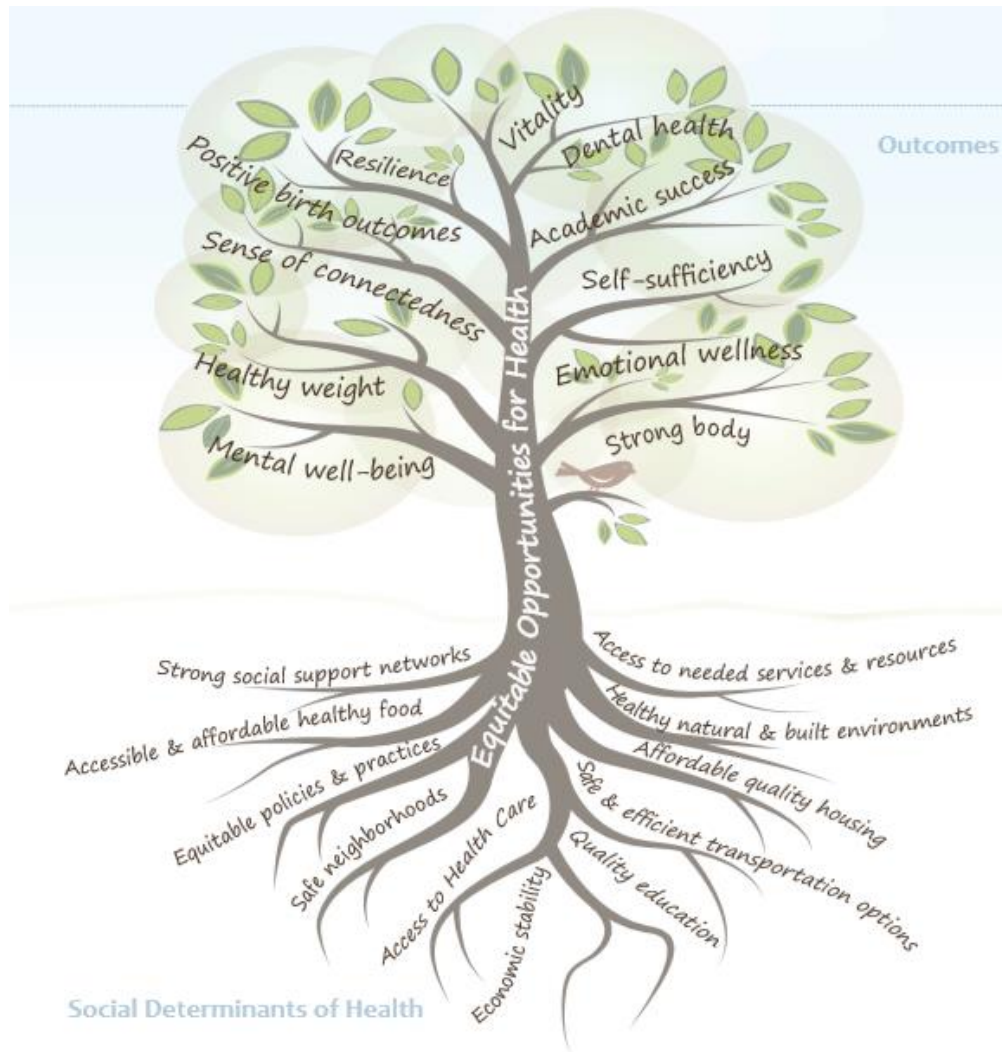 Outcomes
Vitality
Dental health
Resilience
Positive birth outcomes
Academic success
Sense of connectedness
Self-sufficiency
Healthy weight
Emotional wellness
Mental well-being
Strong body
Equitable Opportunities for Health
Strong social support networks
Access to needed services & resources
Accessible & affordable healthy food
Healthy natural & built environments
Equitable policies & practices
Affordable quality housing
Safe neighborhoods
Safe & efficient transportation options
Access to Health Care
Quality education
Economic stability
Social Determinants of Health